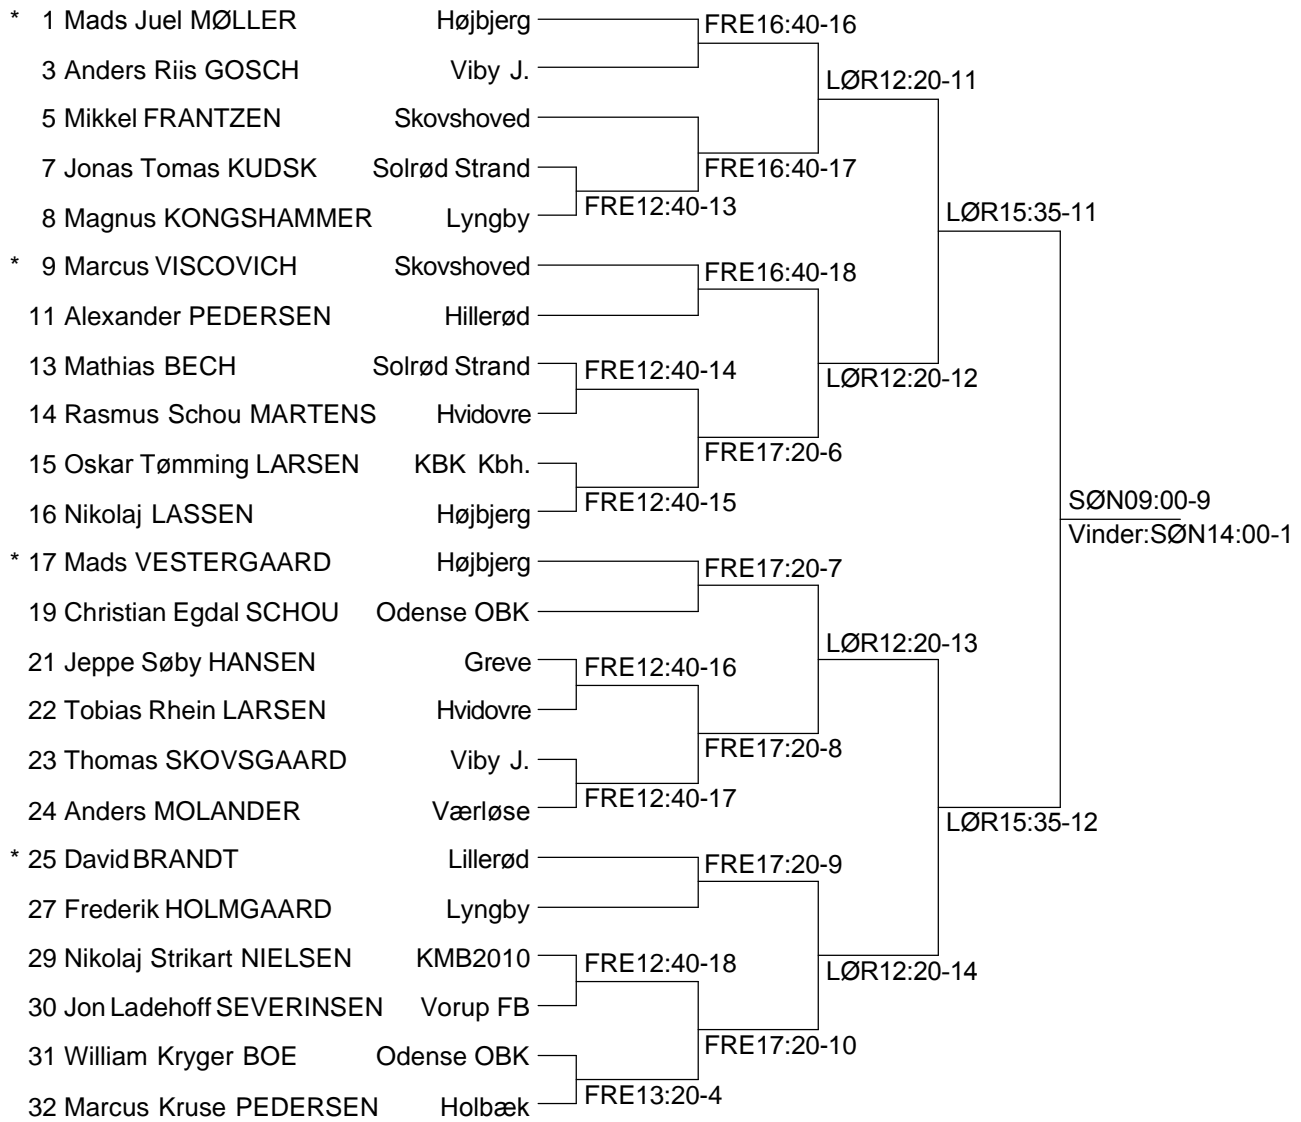 * 1 Mads Juel MØLLER Højbjerg
FRE16:40-16
3 Anders Riis GOSCH Viby J.
LØR12:20-11
5 Mikkel FRANTZEN Skovshoved
7 Jonas Tomas KUDSK Solrød Strand
FRE16:40-17
FRE12:40-13
8 Magnus KONGSHAMMER Lyngby
LØR15:35-11
* 9 Marcus VISCOVICH Skovshoved
FRE16:40-18
11 Alexander PEDERSEN Hillerød
13 Mathias BECH Solrød Strand
FRE12:40-14
LØR12:20-12
14 Rasmus Schou MARTENS Hvidovre
FRE17:20-6
15 Oskar Tømming LARSEN KBK Kbh.
FRE12:40-15
16 Nikolaj LASSEN Højbjerg
SØN09:00-9
Vinder:SØN14:00-1
* 17 Mads VESTERGAARD Højbjerg
FRE17:20-7
19 Christian Egdal SCHOU Odense OBK
LØR12:20-13
21 Jeppe Søby HANSEN Greve
FRE12:40-16
22 Tobias Rhein LARSEN Hvidovre
FRE17:20-8
23 Thomas SKOVSGAARD Viby J.
FRE12:40-17
24 Anders MOLANDER Værløse
LØR15:35-12
* 25 David BRANDT Lillerød
FRE17:20-9
27 Frederik HOLMGAARD Lyngby
29 Nikolaj Strikart NIELSEN KMB2010
FRE12:40-18
LØR12:20-14
30 Jon Ladehoff SEVERINSEN Vorup FB
FRE17:20-10
31 William Kryger BOE Odense OBK
FRE13:20-4
32 Marcus Kruse PEDERSEN Holbæk